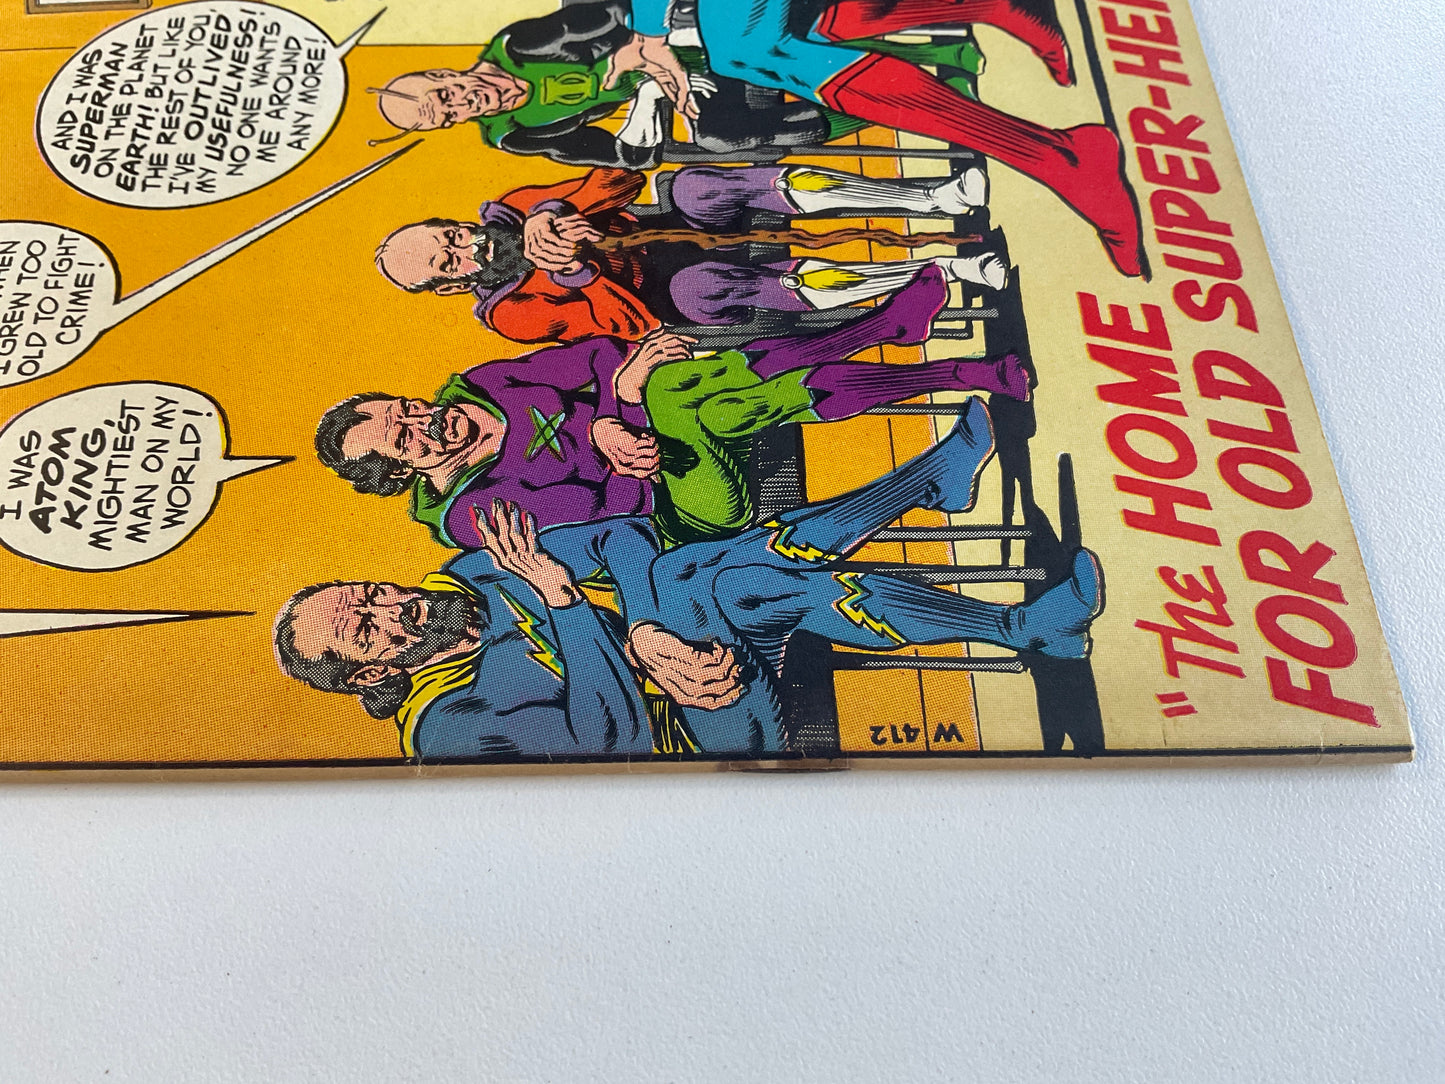 AND I WAS
SUPERMAN
ON THE PLANET
EARTH! BUT LIKE
THE REST OF YOU,
I'VE OUTLIVED
MY USEFULNESS!
NO ONE WANTS
ME AROUND
ANY MORE!
I GREW TOO
OLD TO FIGHT
CRIME!
I WAS
ATOM
KING,
MIGHTIEST
MAN ON MY
WORLD!
W 412
"THE HOME
FOR OLD SUPER-HE